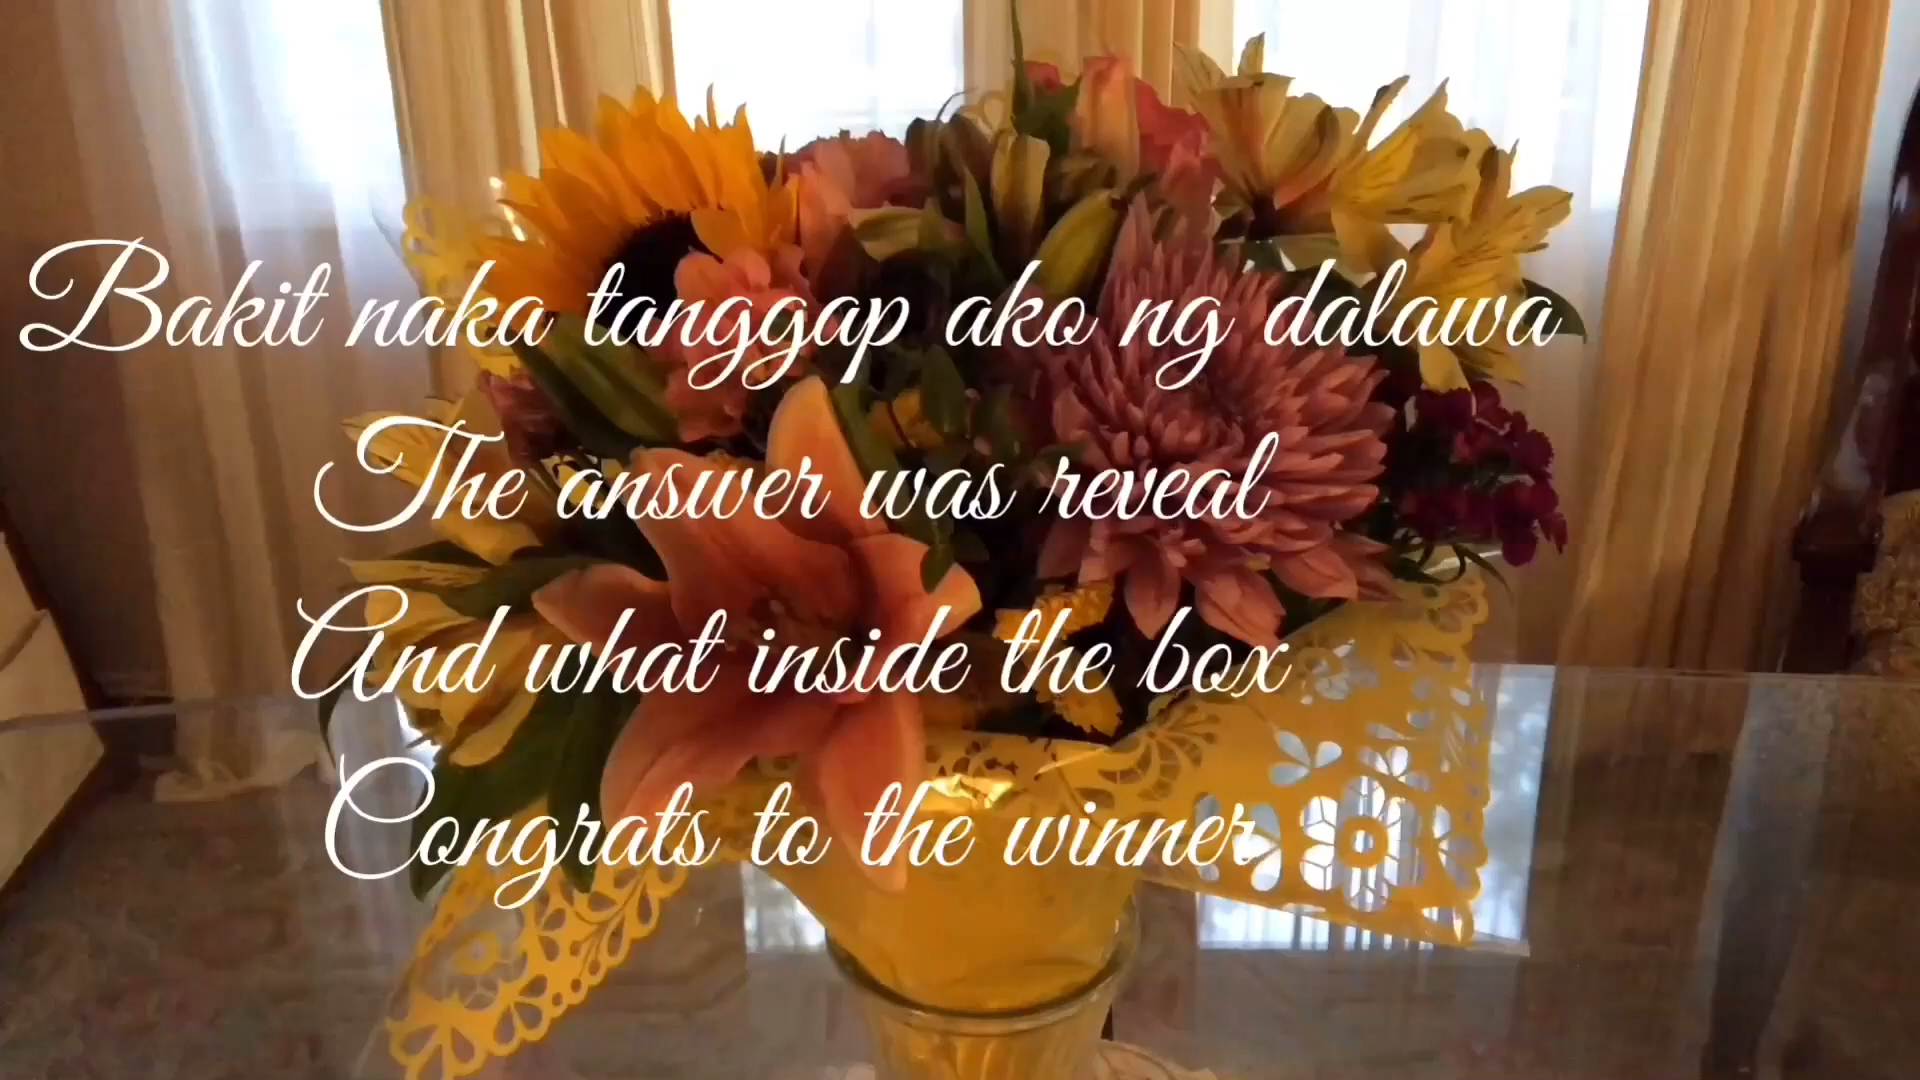 Bakit naka tanggap ako ng dalawa
The answer was reveal
And what inside the box
Congrats to the winner